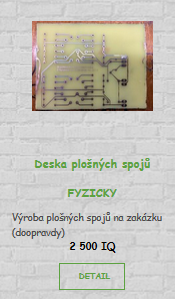 Deska plošných spojů
FYZICKY
Výroba plošných spojů na zakázku
(doopravdy)
2 500 IQ
DETAIL